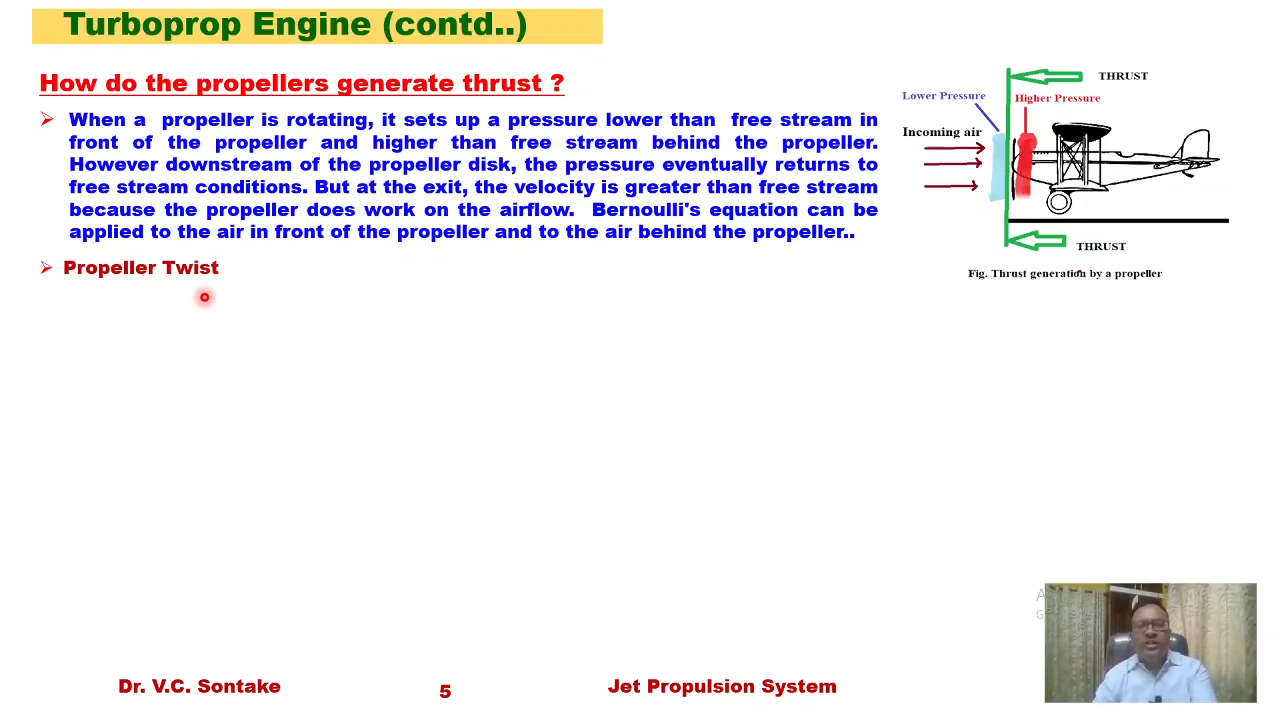 Turboprop Engine (contd..)
How do the propellers generate thrust ?
When a propeller is rotating, it sets up a pressure lower than free stream in
front of the propeller and higher than free stream behind the propeller.
However downstream of the propeller disk, the pressure eventually returns to
free stream conditions. But at the exit, the velocity is greater than free stream
because the propeller does work on the airflow. Bernoulli's equation can be
applied to the air in front of the propeller and to the air behind the propeller..
Propeller Twist
THRUST
Lower Pressure
Higher Pressure
Incoming air
THRUST
Fig. Thrust generation by a propeller
Dr. V.C. Sontake
5
Jet Propulsion System